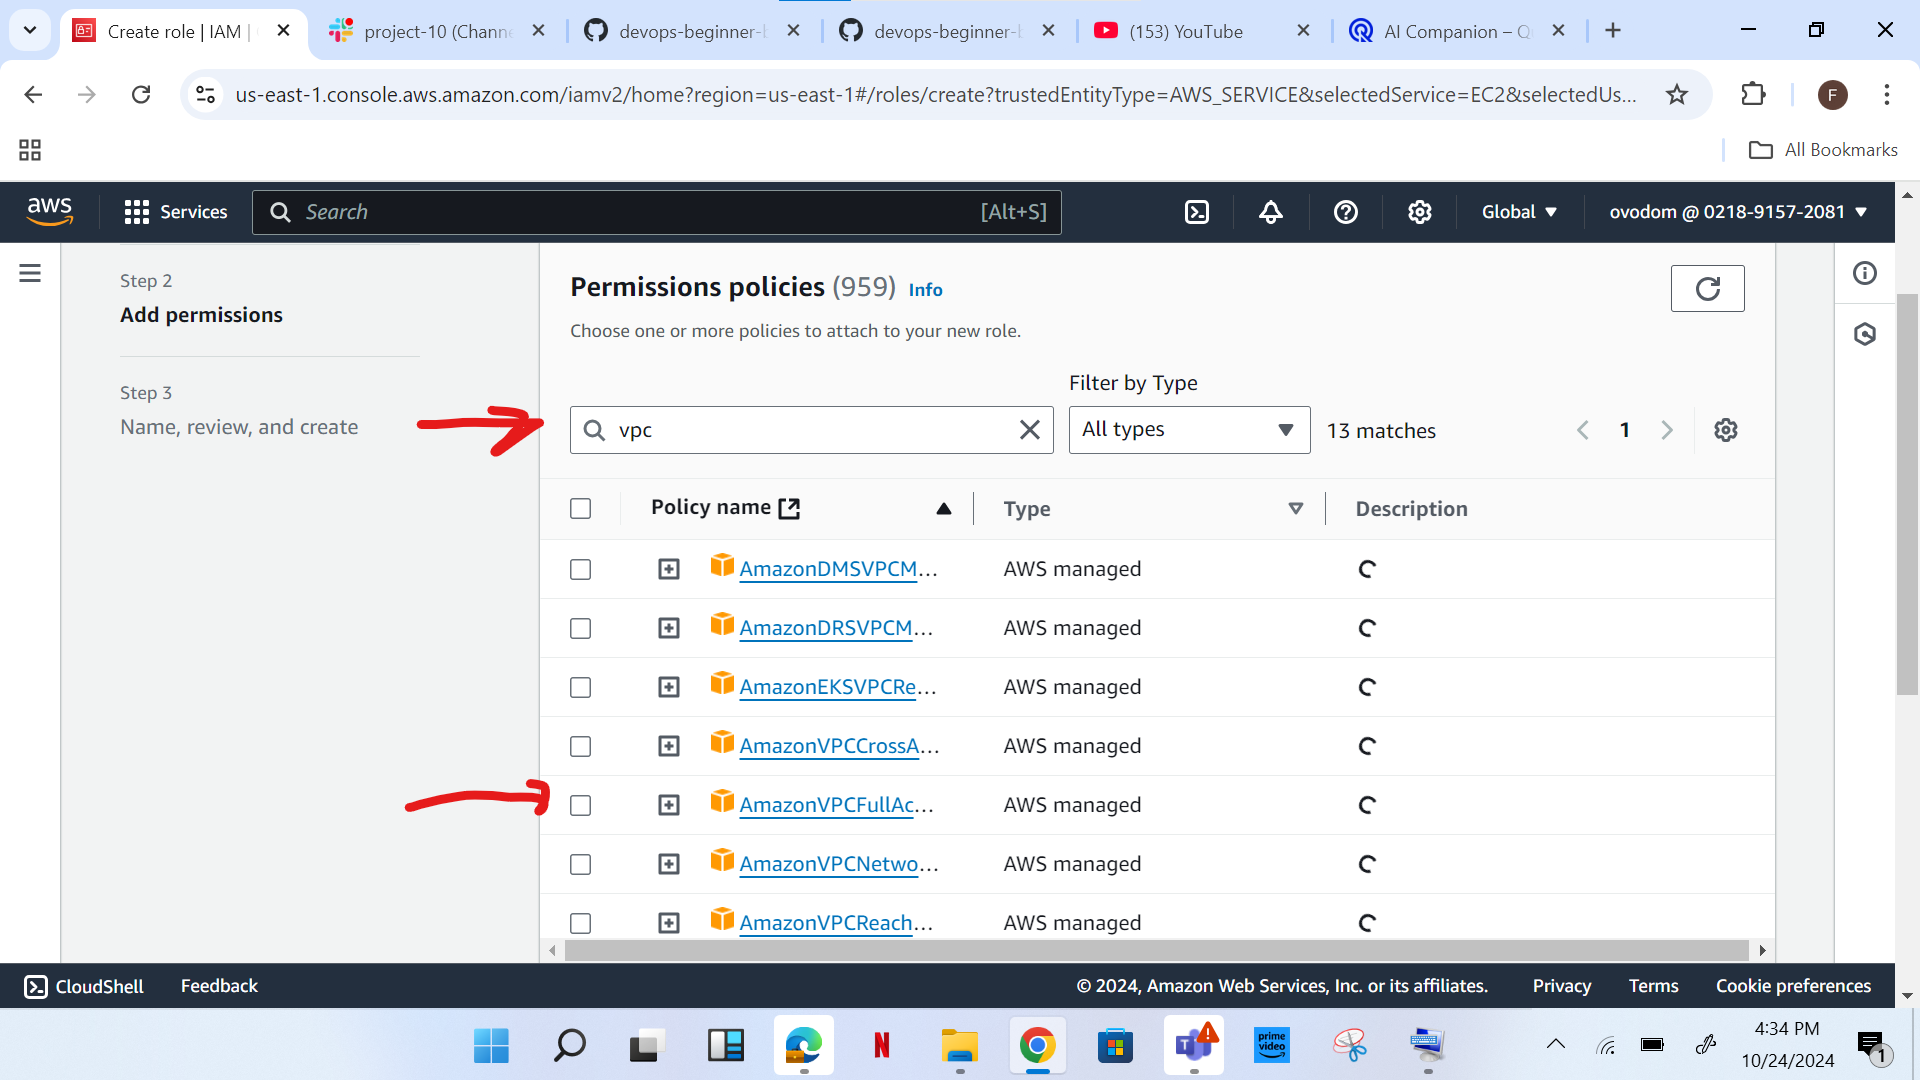 Create role | IAM |
project-10 (Channe
devops-beginner-b
devops-beginner-b
(153) YouTube
AI Companion – Q
us-east-1.console.aws.amazon.com/iamv2/home?region=us-east-1#/roles/create?trustedEntityType=AWS_SERVICE&selectedService=EC2&selectedUs...
F
All Bookmarks
aws
Services
Search
[Alt+S]
Global
ovodom @ 0218-9157-2081
Step 2
Add permissions
Step 3
Name, review, and create
Permissions policies (959) Info
Choose one or more policies to attach to your new role.
Filter by Type
vpc
All types
13 matches
1
Policy name
Type
Description
AmazonDMSVPCM...
AWS managed
AmazonDRSVPCM...
AWS managed
AmazonEKSVPCRe...
AWS managed
AmazonVPCCrossA...
AWS managed
AmazonVPCFullAc...
AWS managed
AmazonVPCNetwo...
AWS managed
AmazonVPCReach...
AWS managed
CloudShell
Feedback
© 2024, Amazon Web Services, Inc. or its affiliates.
Privacy
Terms
Cookie preferences
N
T
prime video
4:34 PM
10/24/2024
1